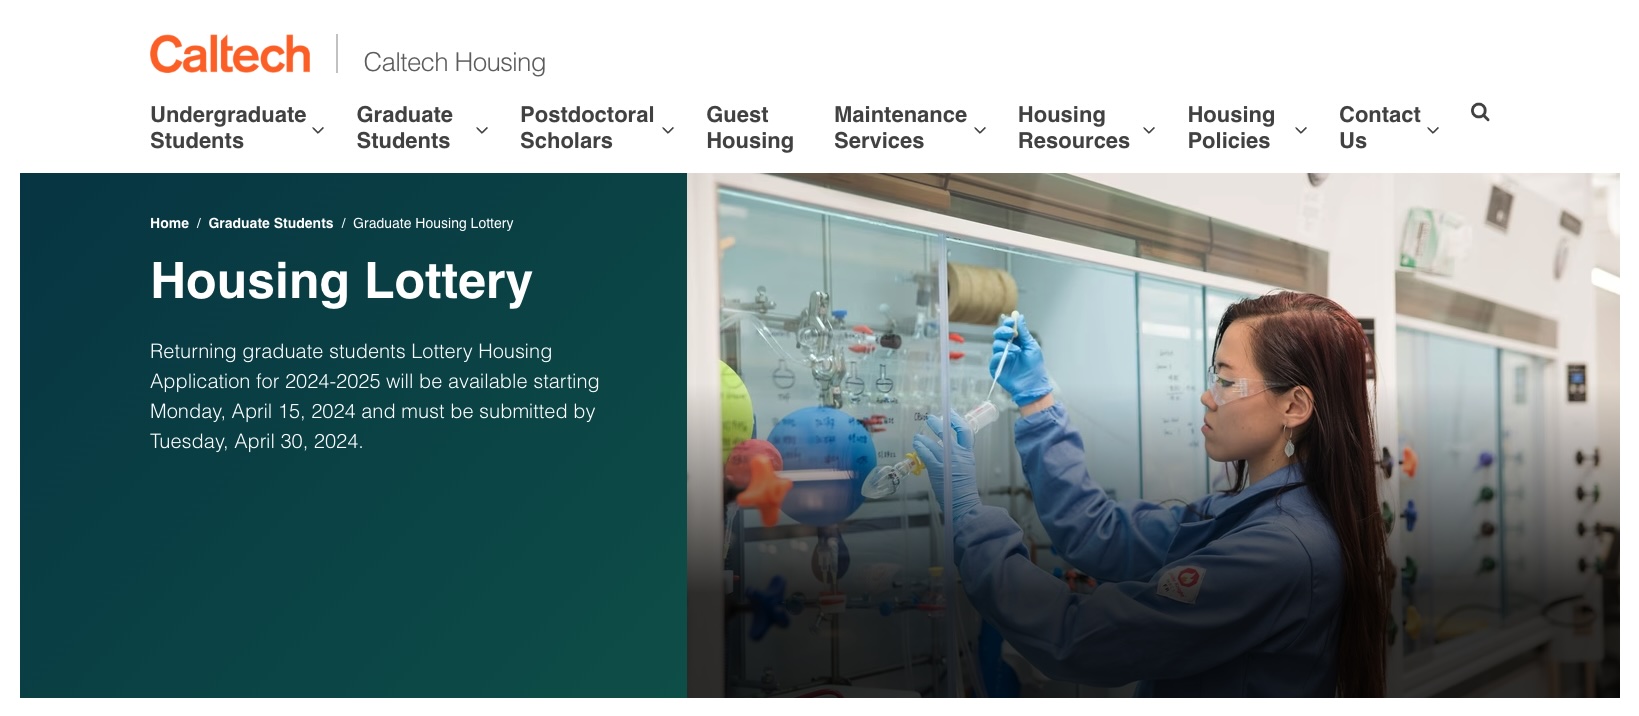 Caltech
Caltech Housing
Undergraduate Students
Graduate Students
Postdoctoral Scholars
Guest Housing
Maintenance Services
Housing Resources
Housing Policies
Contact Us
Home / Graduate Students / Graduate Housing Lottery
Housing Lottery
Returning graduate students Lottery Housing
Application for 2024-2025 will be available starting
Monday, April 15, 2024 and must be submitted by
Tuesday, April 30, 2024.